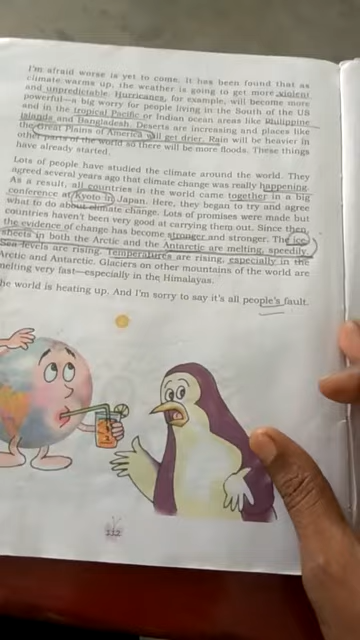 I'm afraid worse is yet to come. It has been found that as
climate warms up, the weather is going to get more violent
and unpredictable. Hurricanes, for example, will become more
powerful—a big worry for people living in the South of the US
and in the tropical Pacific or Indian ocean areas like Philippine
Islands and Bangladesh. Deserts are increasing and places like
the Great Plains of America will get drier. Rain will be heavier in
other parts of the world so there will be more floods. These things
have already started.
Lots of people have studied the climate around the world. They
agreed several years ago that climate change was really happening.
As a result, all countries in the world came together in a big
conference at Kyoto in Japan. Here, they began to try and agree
what to do about climate change. Lots of promises were made but
countries haven't been very good at carrying them out. Since then
the evidence of change has become stronger and stronger. The ice
sheets in both the Arctic and the Antarctic are melting, speedily.
Sea levels are rising. Temperatures are rising, especially in the
Arctic and Antarctic. Glaciers on other mountains of the world are
melting very fast—especially in the Himalayas.
he world is heating up. And I'm sorry to say it's all people's fault.